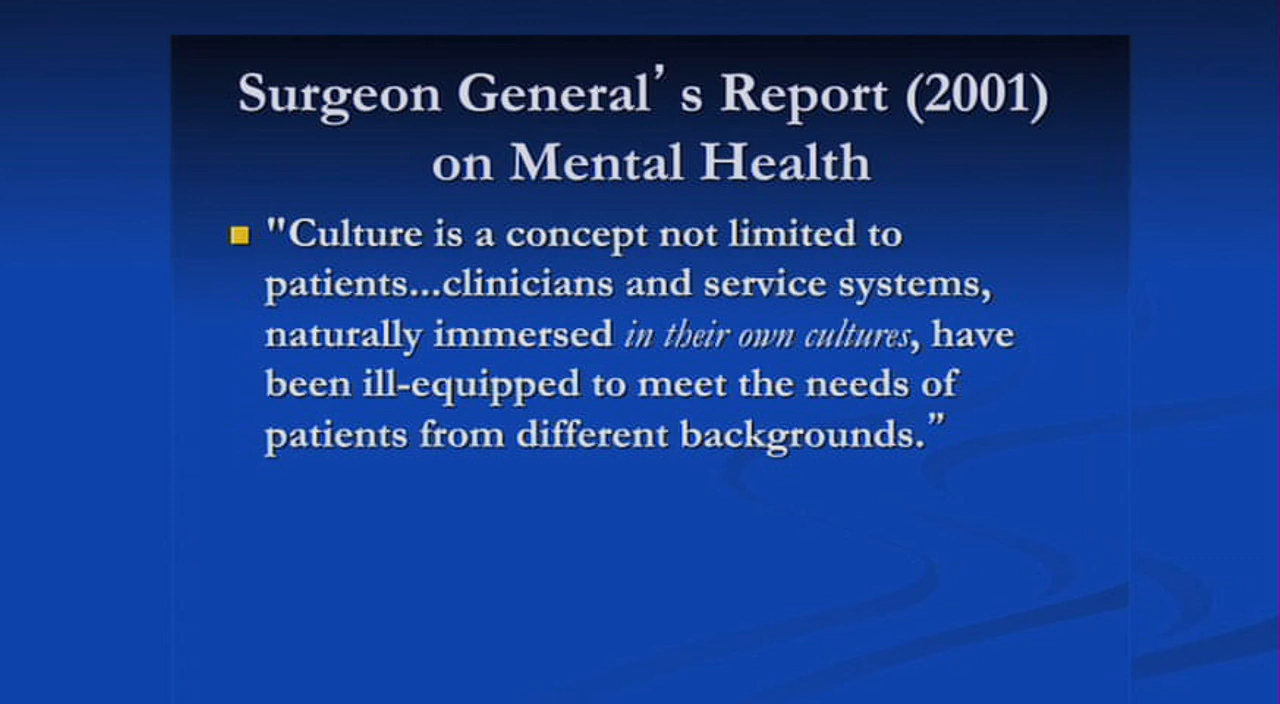 Surgeon General’s Report (2001)
on Mental Health
"Culture is a concept not limited to
patients...clinicians and service systems,
naturally immersed in their own cultures, have
been ill-equipped to meet the needs of
patients from different backgrounds.”